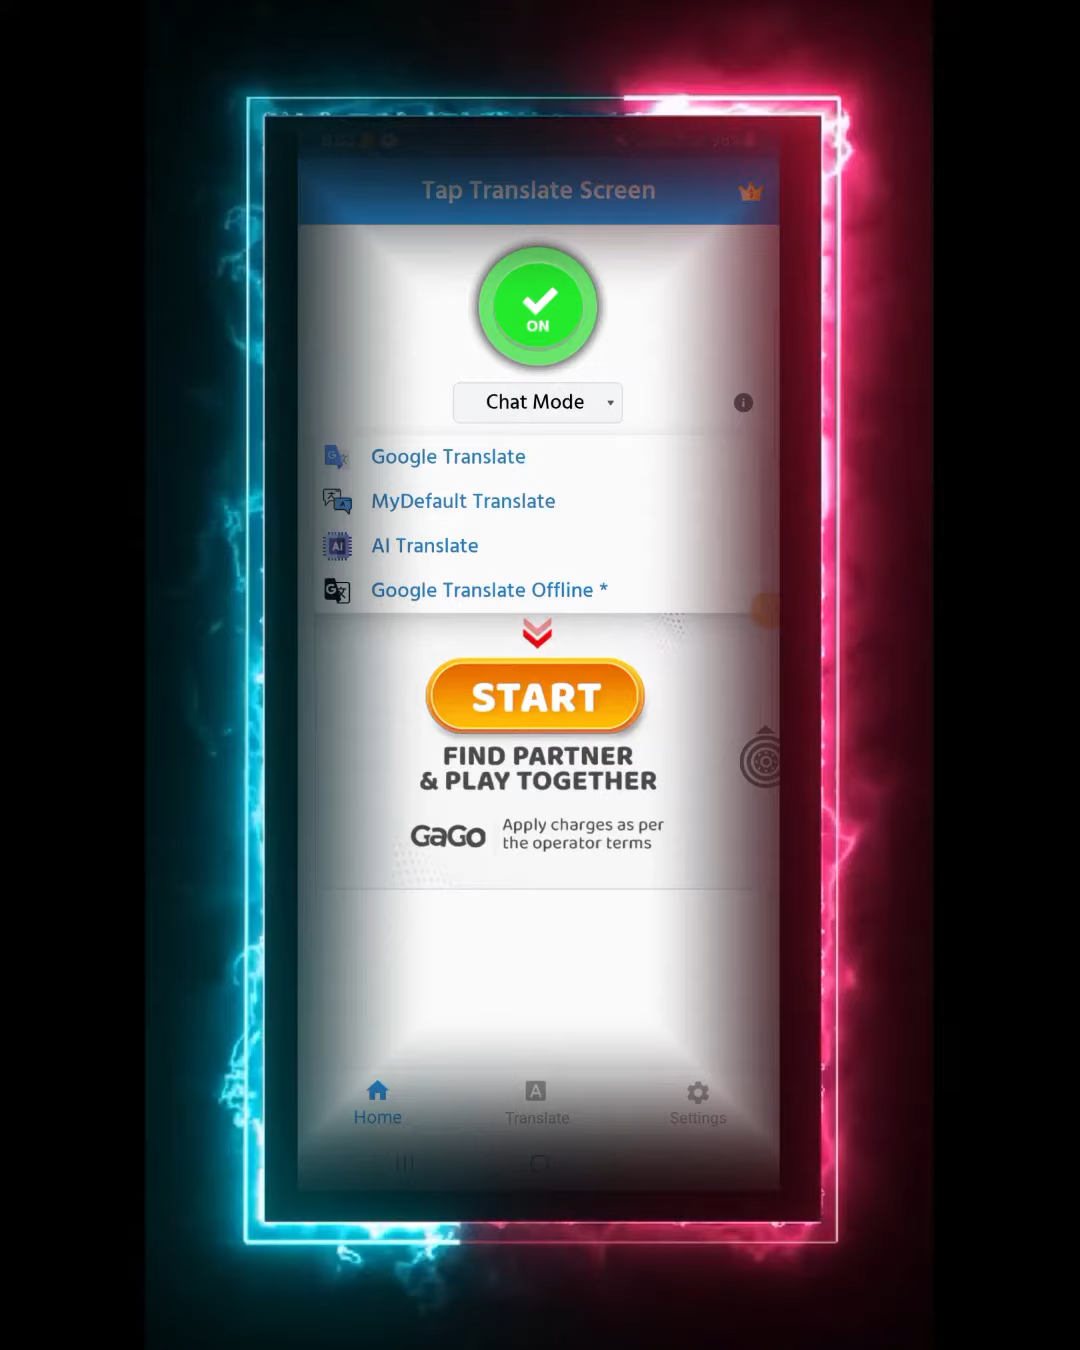 Tap Translate Screen
ON
Chat Mode
Google Translate
MyDefault Translate
AI Translate
Google Translate Offline *
START
FIND PARTNER
& PLAY TOGETHER
GaGo
Apply charges as per
the operator terms
Home
Translate
Settings